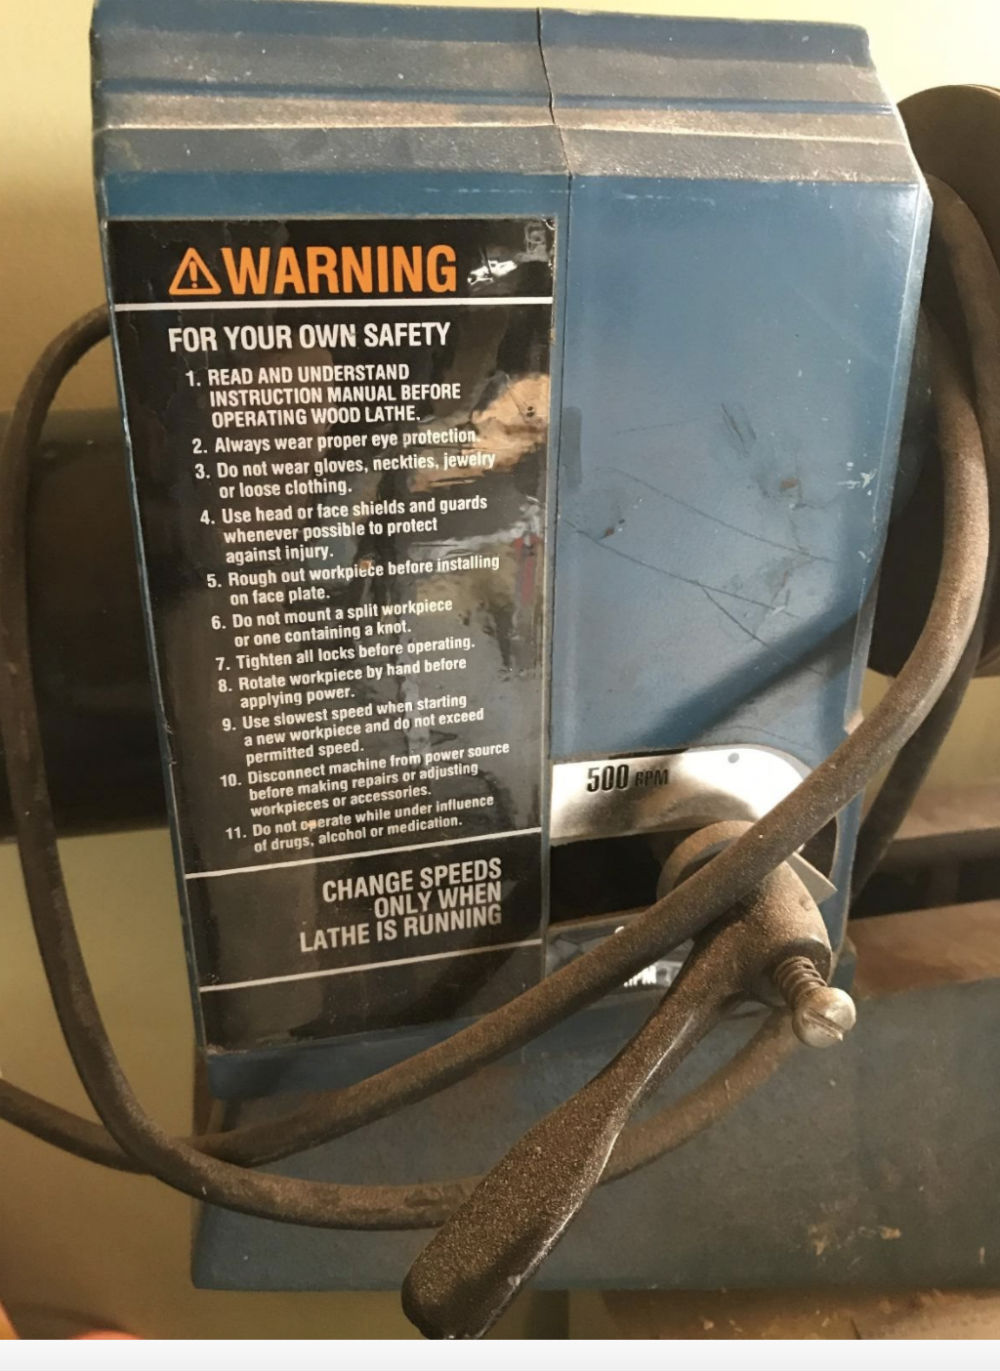 WARNING
FOR YOUR OWN SAFETY
1. READ AND UNDERSTAND
INSTRUCTION MANUAL BEFORE
OPERATING WOOD LATHE.
2. Always wear proper eye protection.
3. Do not wear gloves, neckties, jewelry
or loose clothing.
4. Use head or face shields and guards
whenever possible to protect
against injury.
5. Rough out workpiece before installing
on face plate.
6. Do not mount a split workpiece
or one containing a knot.
7. Tighten all locks before operating.
8. Rotate workpiece by hand before
applying power.
9. Use slowest speed when starting
a new workpiece and do not exceed
permitted speed.
10. Disconnect machine from power source
before making repairs or adjusting
workpieces or accessories.
11. Do not operate while under influence
of drugs, alcohol or medication.
CHANGE SPEEDS
ONLY WHEN
LATHE IS RUNNING
500 RPM
RPM